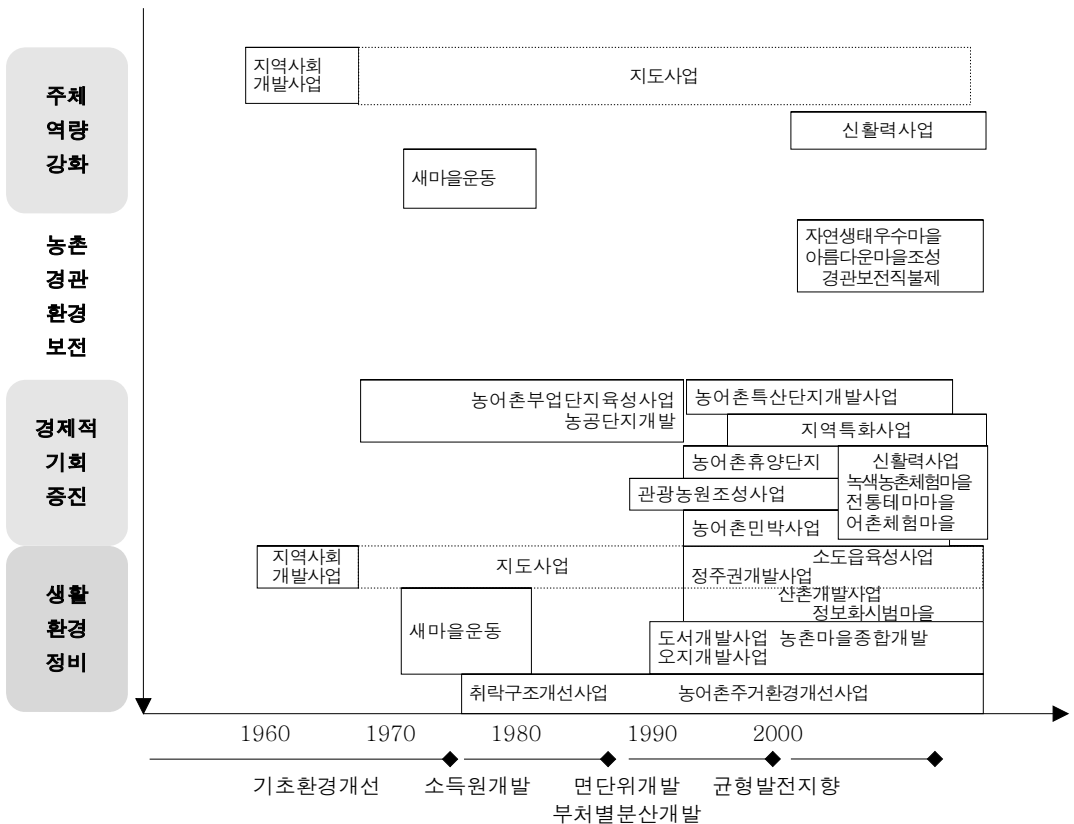 주체
역량
강화
지역사회
개발사업
지도사업
신활력사업
새마을운동
농촌
경관
환경
보전
자연생태우수마을
아름다운마을조성
경관보전직불제
경제적
기회
증진
농어촌부업단지육성사업
농공단지개발
농어촌특산단지개발사업
지역특화사업
농어촌휴양단지
관광농원조성사업
농어촌민박사업
신활력사업
녹색농촌체험마을
전통테마마을
어촌체험마을
생활
환경
정비
지역사회
개발사업
지도사업
소도읍육성사업
정주권개발사업
산촌개발사업
정보화시범마을
새마을운동
도서개발사업 농촌마을종합개발
오지개발사업
취락구조개선사업 농어촌주거환경개선사업
1960 1970 1980 1990 2000
기초환경개선 소득원개발 면단위개발 균형발전지향
부처별분산개발